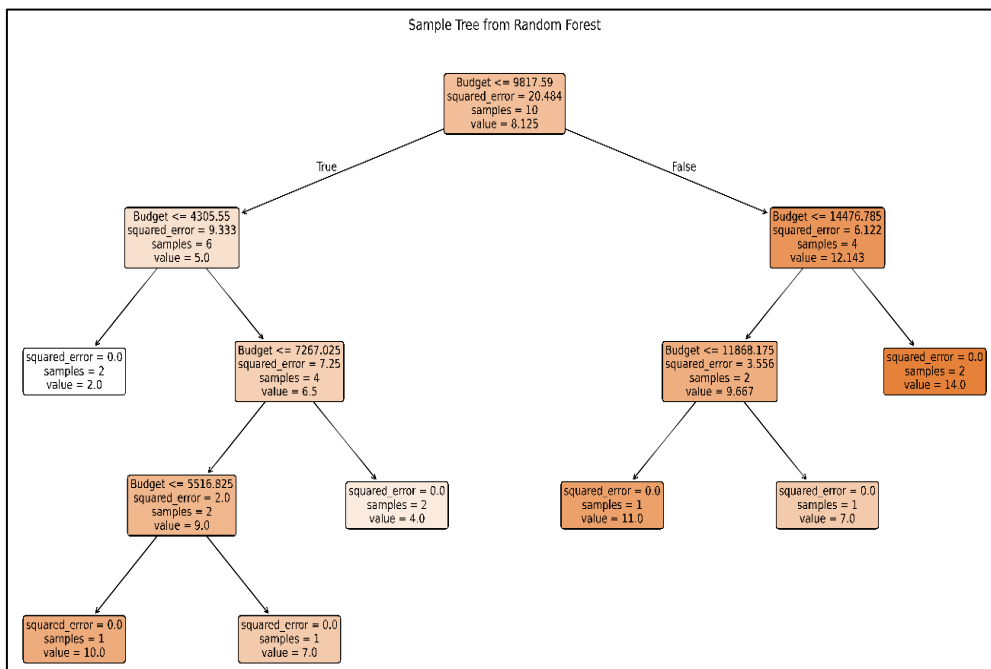 Sample Tree from Random Forest
Budget <= 9817.59
squared_error = 20.484
samples = 10
value = 8.125
True
False
Budget <= 4305.55
squared_error = 9.333
samples = 6
value = 5.0
Budget <= 14476.785
squared_error = 6.122
samples = 4
value = 12.143
squared_error = 0.0
samples = 2
value = 2.0
Budget <= 7267.025
squared_error = 7.25
samples = 4
value = 6.5
Budget <= 11868.175
squared_error = 3.556
samples = 2
value = 9.667
squared_error = 0.0
samples = 2
value = 14.0
Budget <= 5516.825
squared_error = 2.0
samples = 2
value = 9.0
squared_error = 0.0
samples = 2
value = 4.0
squared_error = 0.0
samples = 1
value = 11.0
squared_error = 0.0
samples = 1
value = 7.0
squared_error = 0.0
samples = 1
value = 10.0
squared_error = 0.0
samples = 1
value = 7.0